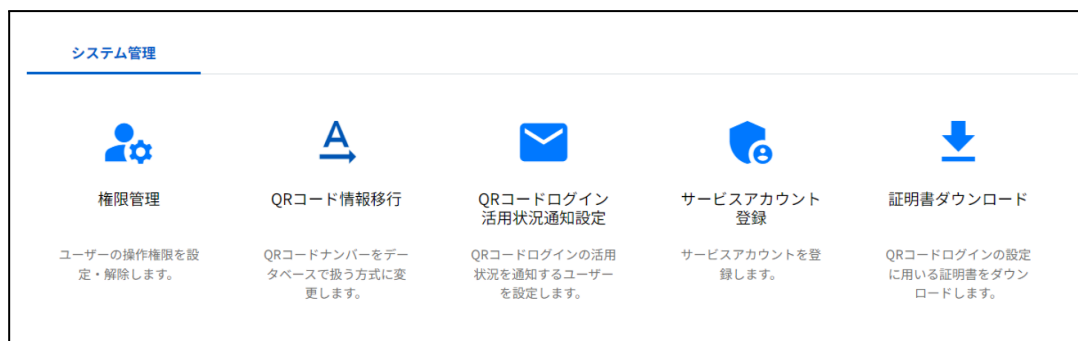 システム管理
権限管理
ユーザーの操作権限を設
定・解除します。
QRコード情報移行
QRコードナンバーをデー
タベースで扱う方式に変
更します。
QRコードログイン
活用状況通知設定
QRコードログインの活用
状況を通知するユーザー
を設定します。
サービスアカウント
登録
サービスアカウントを登
録します。
証明書ダウンロード
QRコードログインの設定
に用いる証明書をダウン
ロードします。